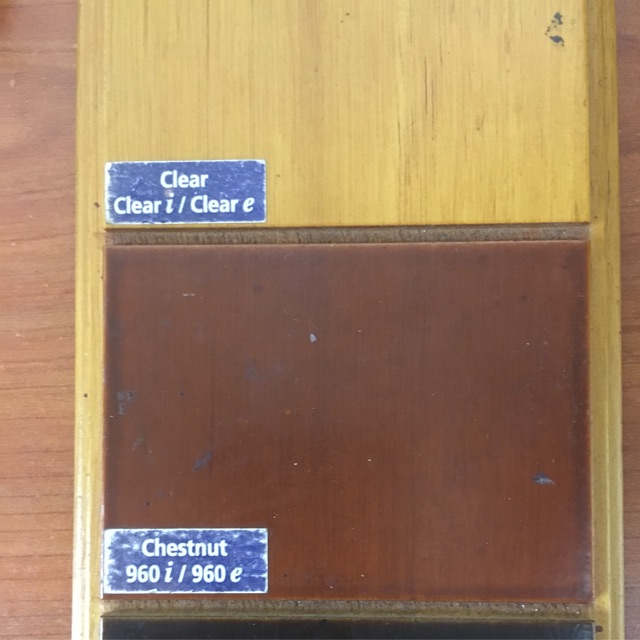 Clear
Clear i / Clear e
Chestnut
960 i / 960 e